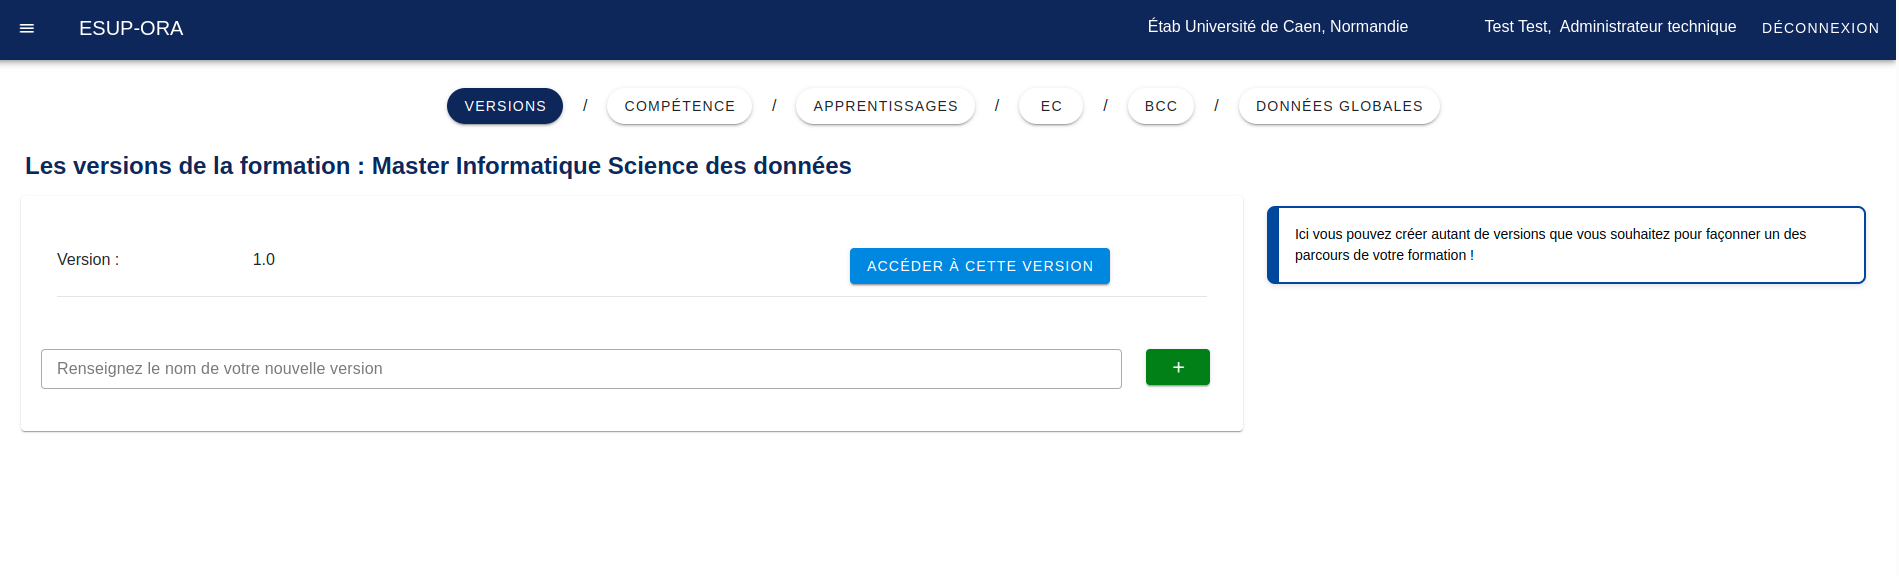 ESUP-ORA Étab Université de Caen, Normandie Test Test, Administrateur technique DÉCONNEXION
VERSIONS / COMPÉTENCE / APPRENTISSAGES / EC / BCC / DONNÉES GLOBALES
Les versions de la formation : Master Informatique Science des données
Version : 1.0 ACCÉDER À CETTE VERSION
Renseignez le nom de votre nouvelle version +
Ici vous pouvez créer autant de versions que vous souhaitez pour façonner un des
parcours de votre formation !